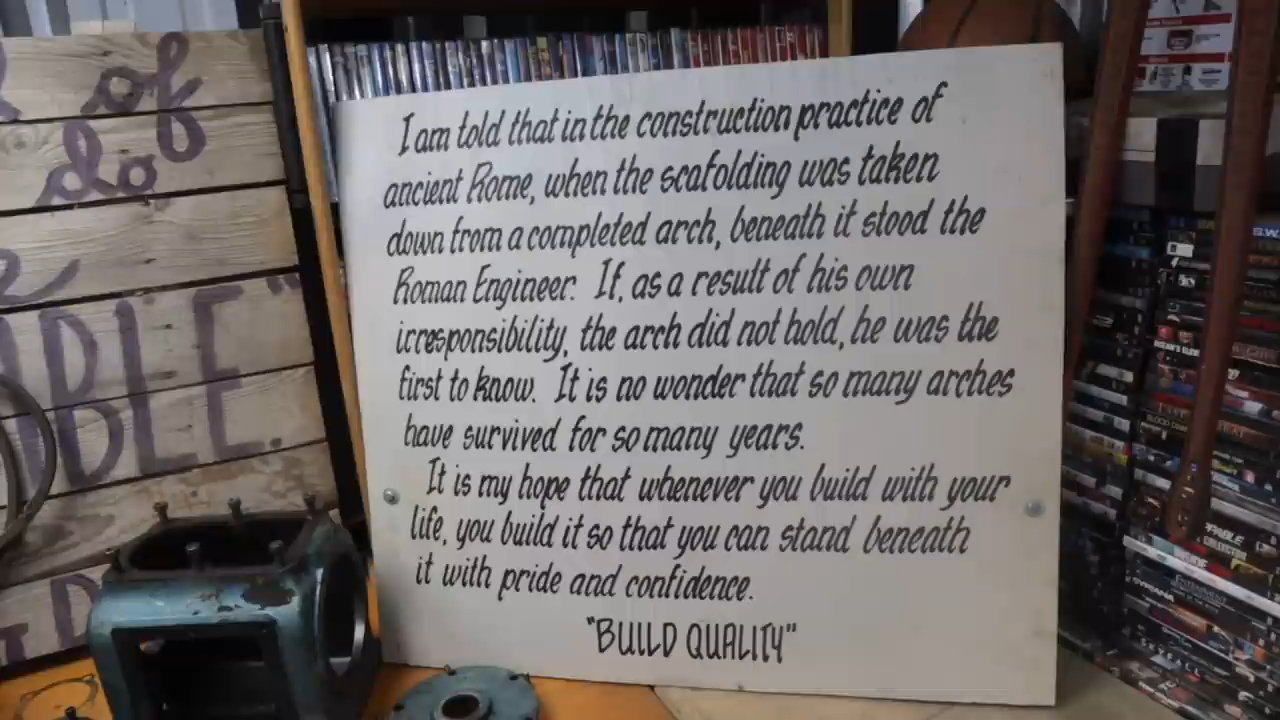 of
do
BLE."
I am told that in the construction practice of
ancient Rome, when the scafolding was taken
down from a completed arch, beneath it stood the
Roman Engineer. If, as a result of his own
irresponsibility, the arch did not hold, he was the
first to know. It is no wonder that so many arches
have survived for so many years.
It is my hope that whenever you build with your
life, you build it so that you can stand beneath
it with pride and confidence.
"BUILD QUALITY"
SYRIANA